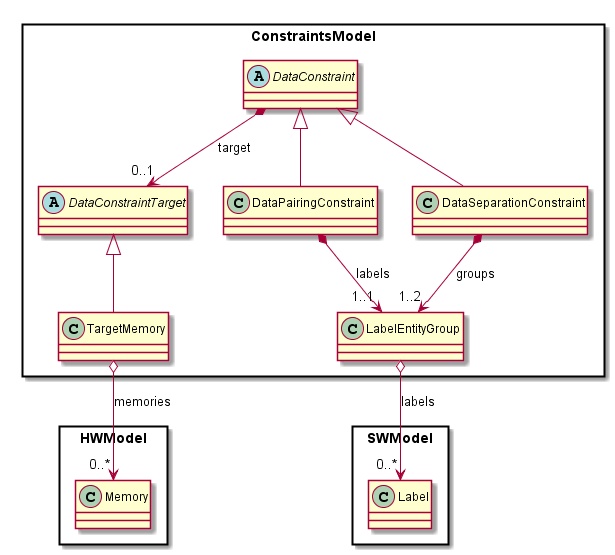 ConstraintsModel
A DataConstraint
target
0..1
A DataConstraintTarget
C DataPairingConstraint
C DataSeparationConstraint
labels
groups
1..1
1..2
C TargetMemory
C LabelEntityGroup
memories
labels
HWModel
SWModel
0..*
0..*
C Memory
C Label